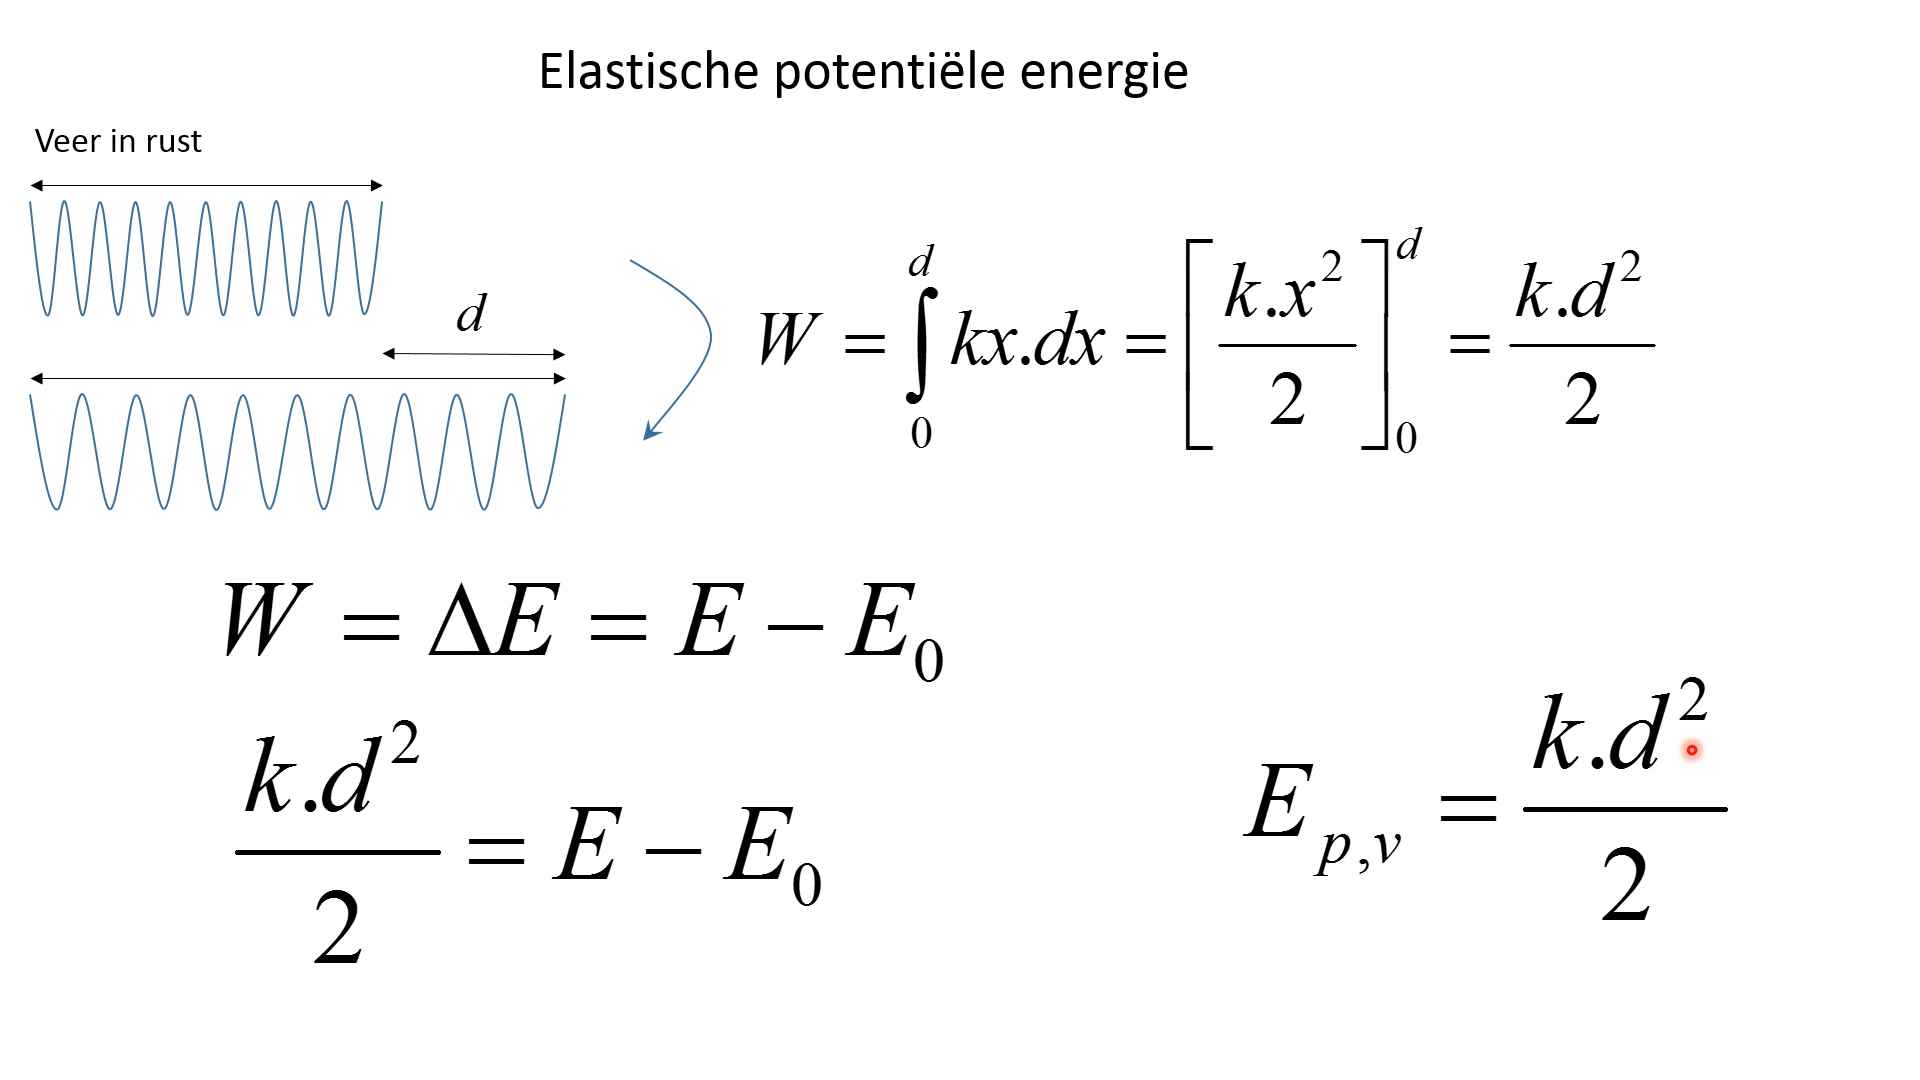 Elastische potentiële energie
Veer in rust
d
W = ∫₀ᵈ kx.dx = [k.x²/2]₀ᵈ = k.d²/2
W = ΔE = E − E₀
k.d²/2 = E − E₀
E_{p,v} = k.d²/2